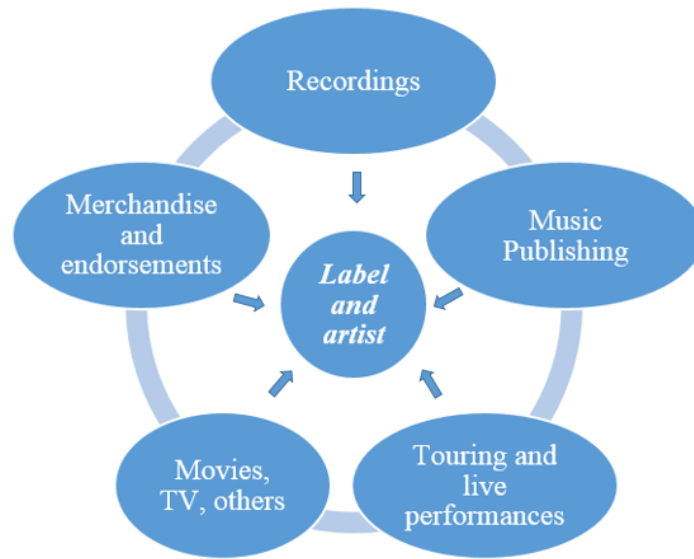 Recordings
Merchandise
and
endorsements
Music
Publishing
Label
and
artist
Movies,
TV, others
Touring and
live
performances